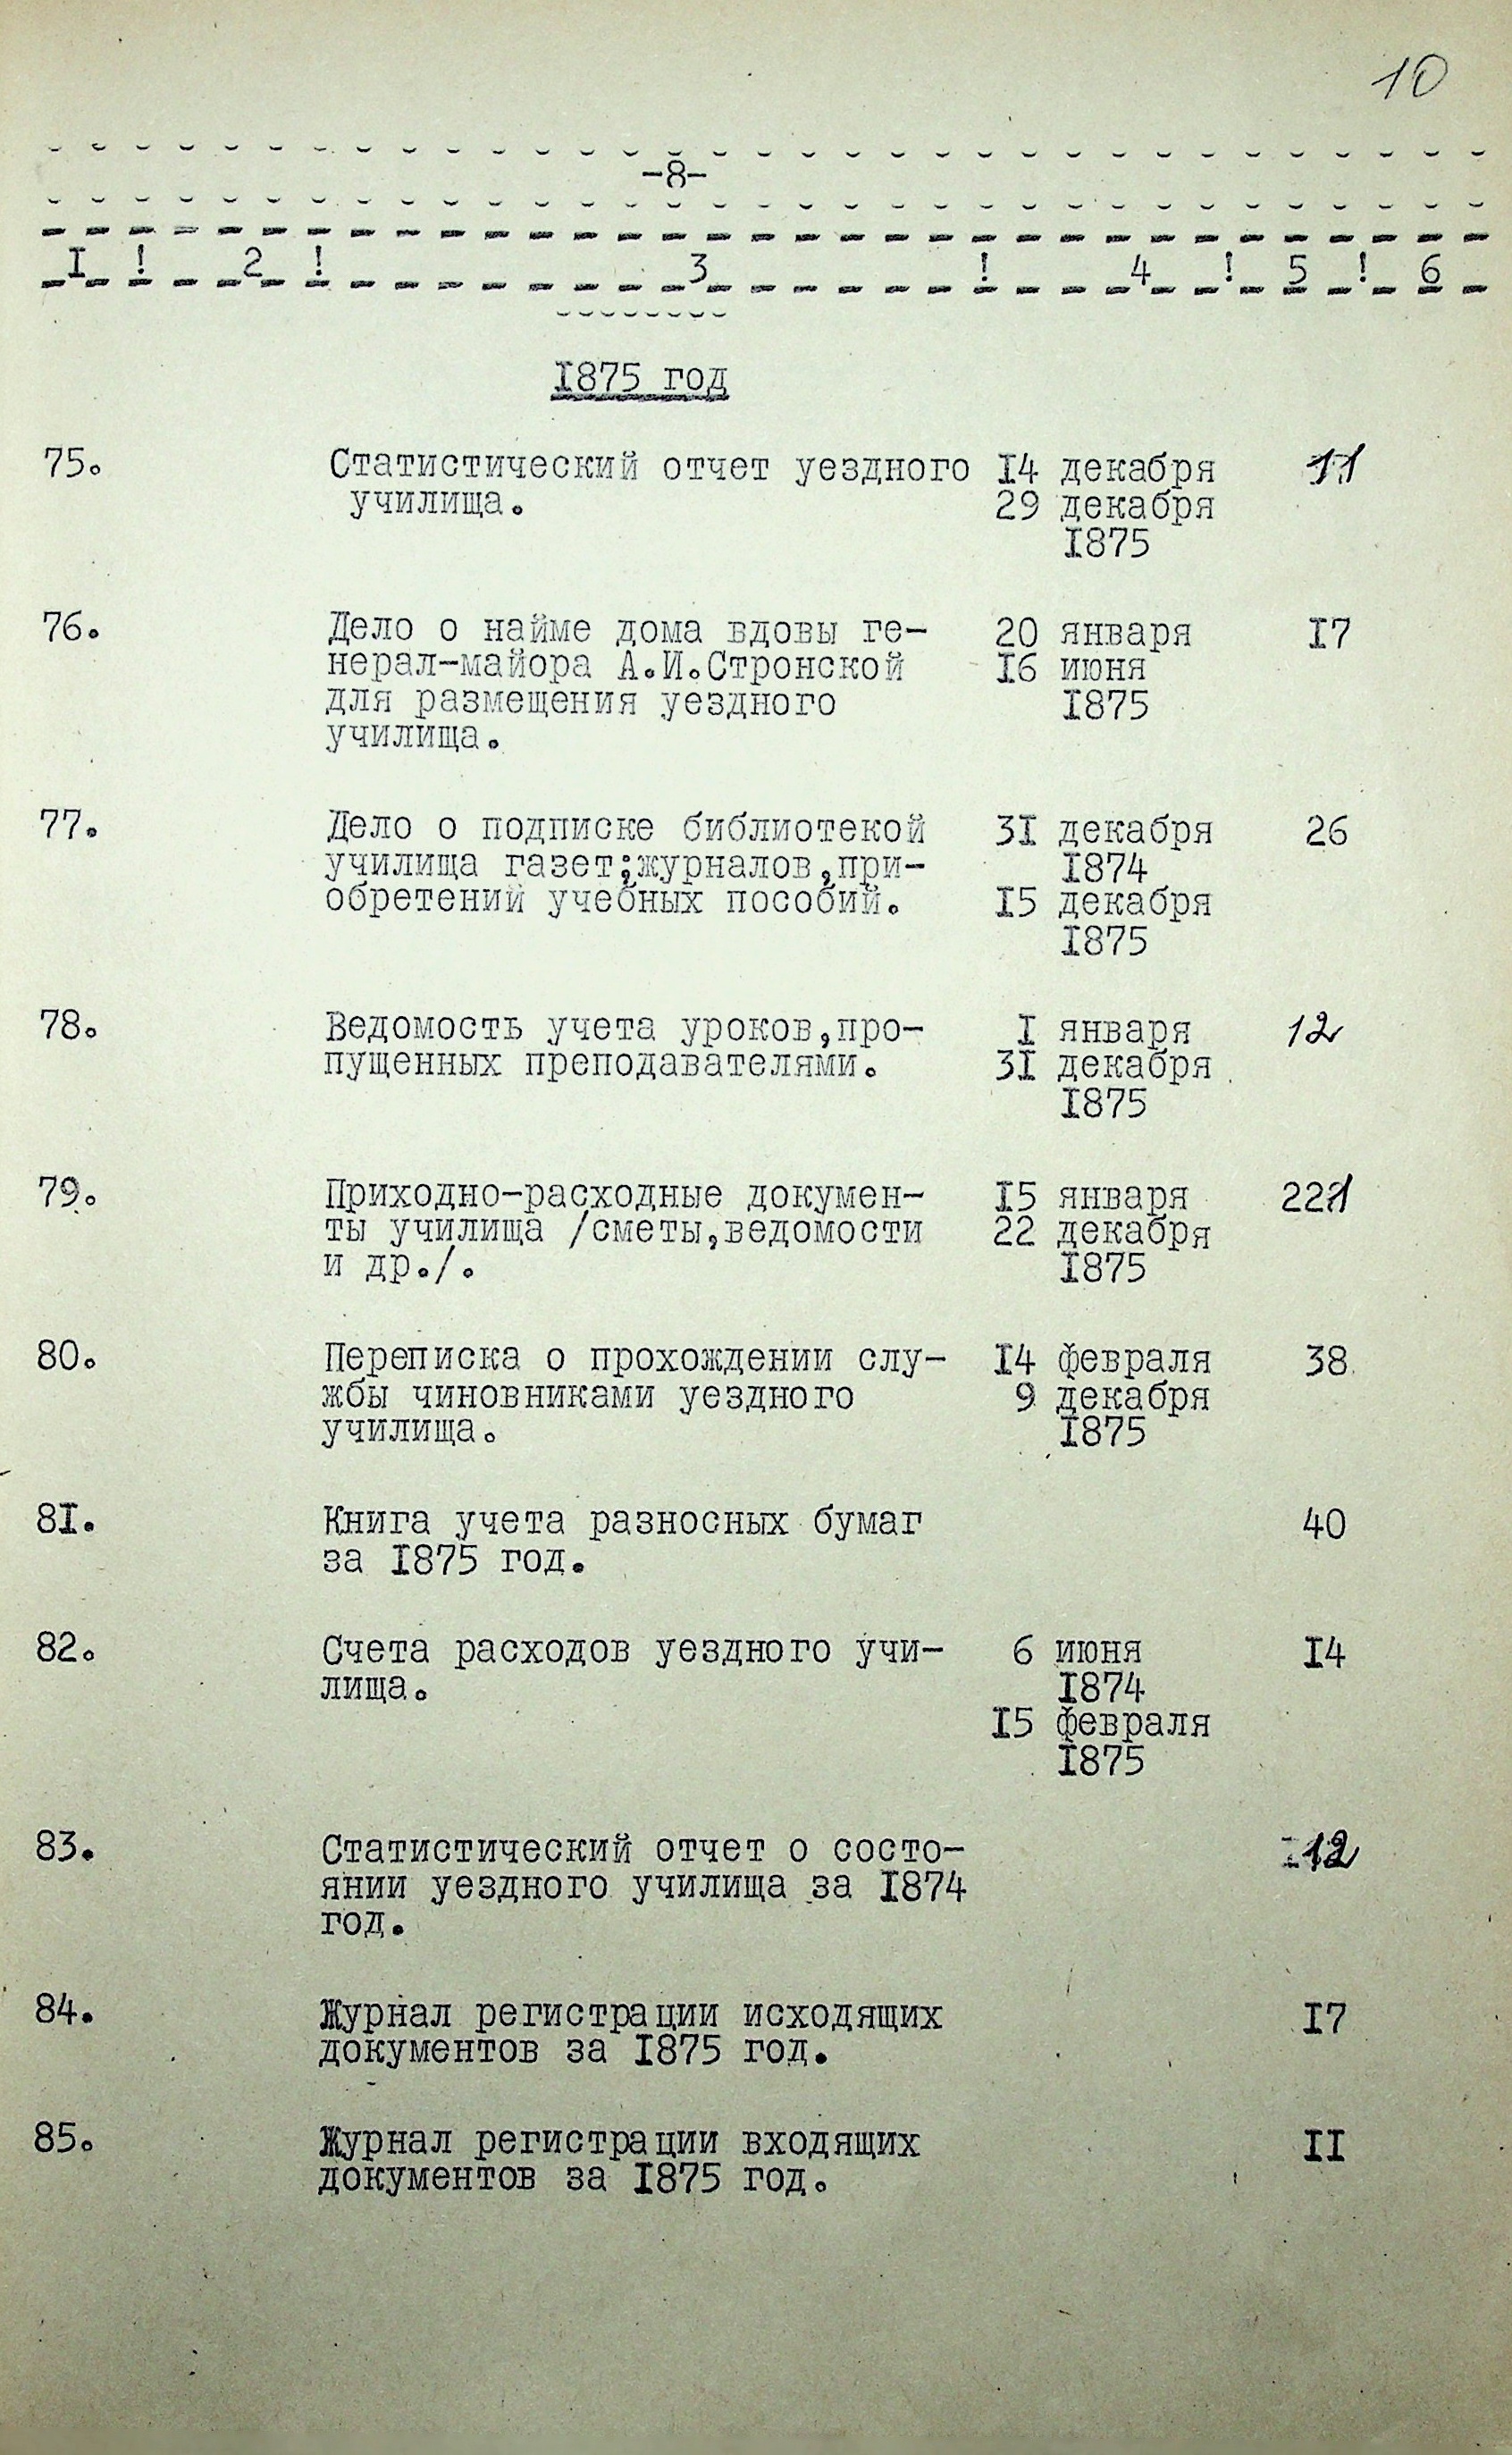 10
-8-
I ! 2 ! 3 ! 4 ! 5 ! 6
1875 год
75. Статистический отчет уездного 14 декабря 11
училища. 29 декабря
1875
76. Дело о найме дома вдовы ге- 20 января 17
нерал-майора А.И.Стронской 16 июня
для размещения уездного 1875
училища.
77. Дело о подписке библиотекой 31 декабря 26
училища газет;журналов,при- 1874
обретений учебных пособий. 15 декабря
1875
78. Ведомость учета уроков,про- I января 12
пущенных преподавателями. 31 декабря
1875
79. Приходно-расходные докумен- 15 января 221
ты училища /сметы,ведомости 22 декабря
и др./. 1875
80. Переписка о прохождении слу- 14 февраля 38
жбы чиновниками уездного 9 декабря
училища. 1875
81. Книга учета разносных бумаг 40
за 1875 год.
82. Счета расходов уездного учи- 6 июня 14
лища. 1874
15 февраля
1875
83. Статистический отчет о состо- 12
янии уездного училища за 1874
год.
84. Журнал регистрации исходящих 17
документов за 1875 год.
85. Журнал регистрации входящих II
документов за 1875 год.